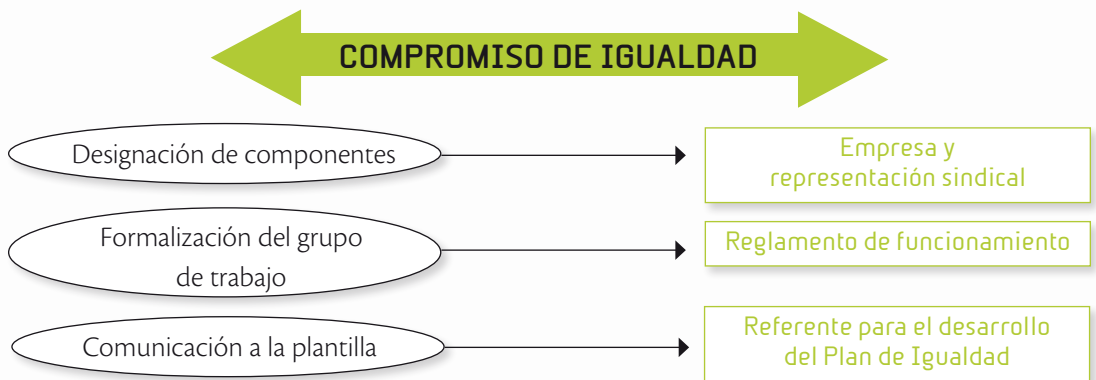 COMPROMISO DE IGUALDAD
Designación de componentes
Empresa y
representación sindical
Formalización del grupo
de trabajo
Reglamento de funcionamiento
Comunicación a la plantilla
Referente para el desarrollo
del Plan de Igualdad